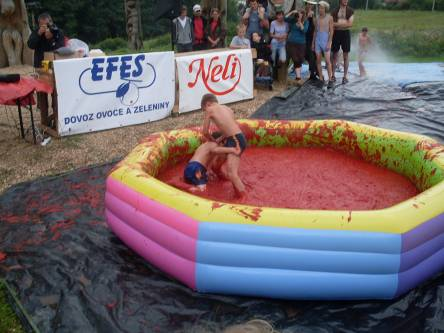 EFES
DOVOZ OVOCE A ZELENINY
Neli